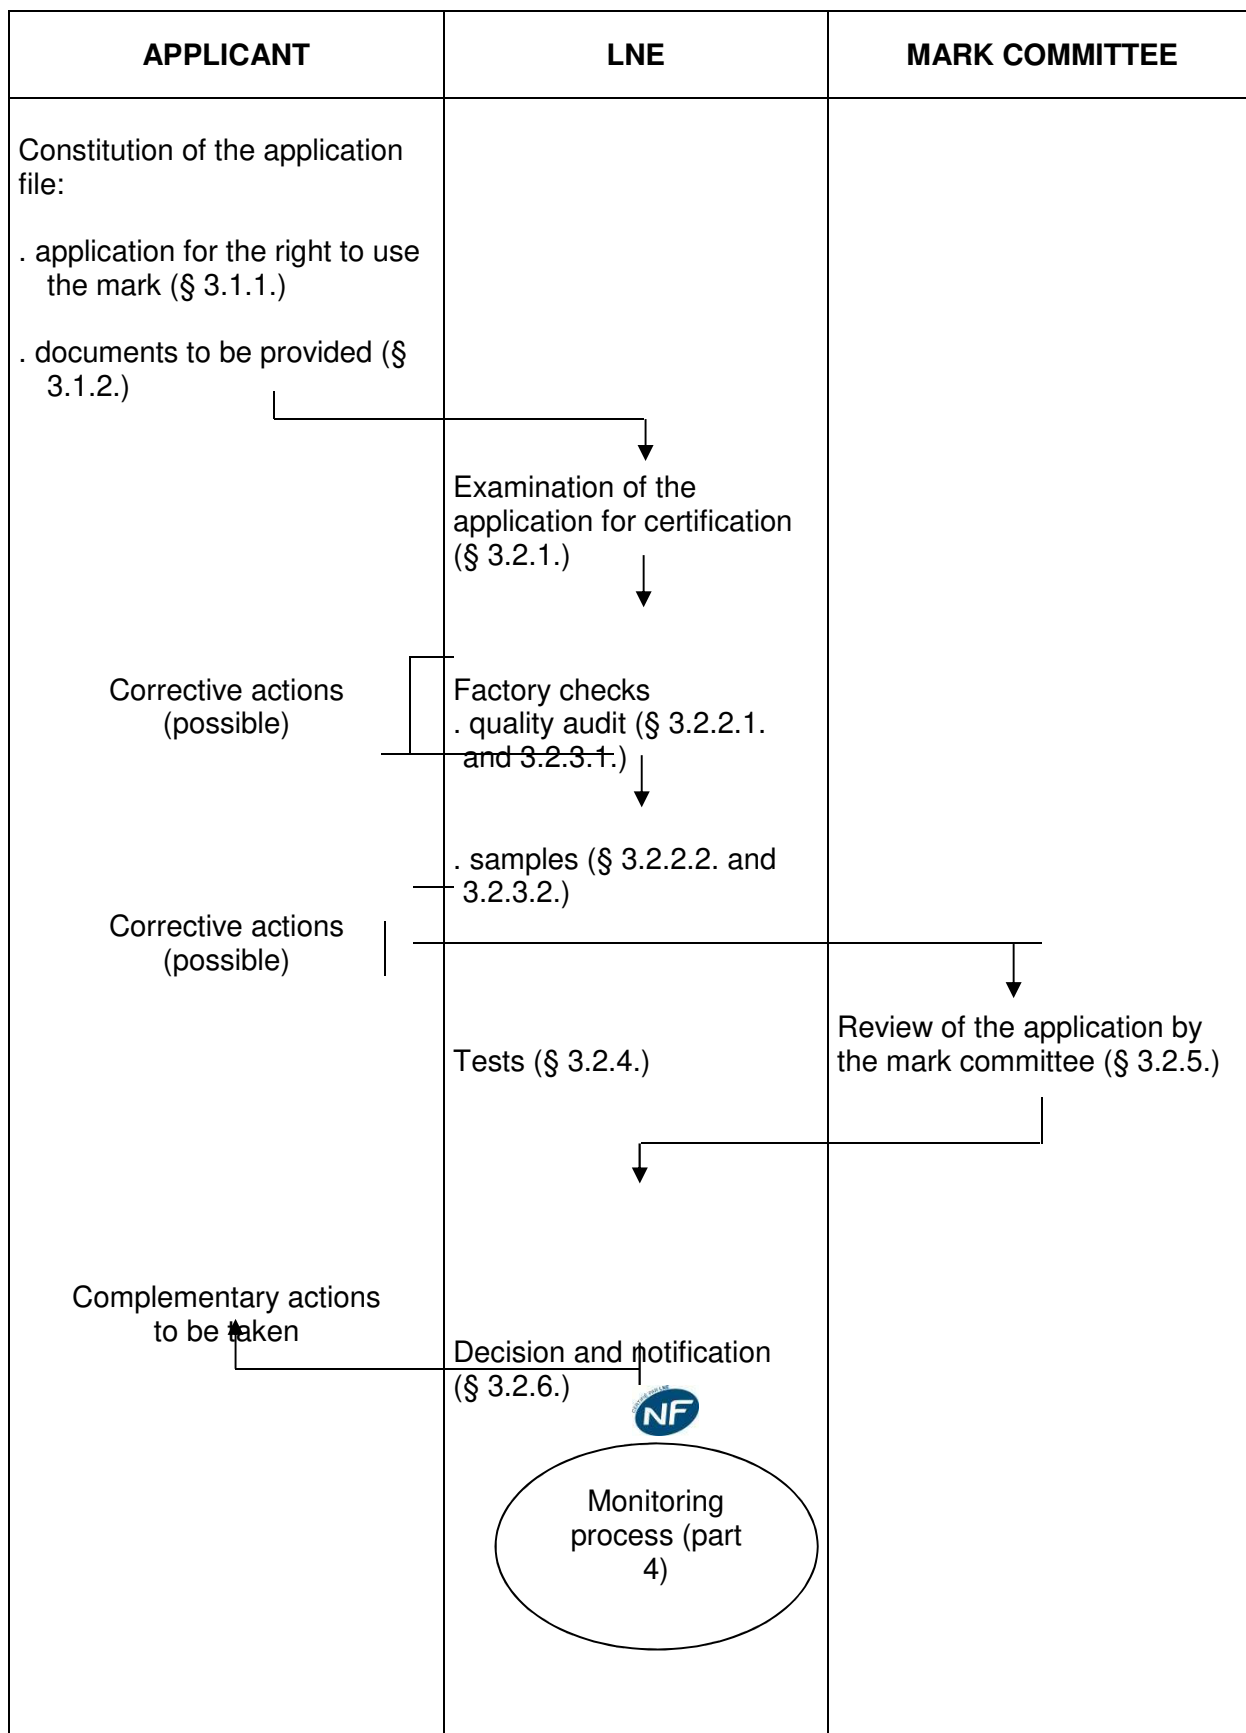 APPLICANT
LNE
MARK COMMITTEE
Constitution of the application
file:
. application for the right to use
the mark (§ 3.1.1.)
. documents to be provided (§
3.1.2.)
Examination of the
application for certification
(§ 3.2.1.)
Corrective actions
(possible)
Factory checks
. quality audit (§ 3.2.2.1.
and 3.2.3.1.)
. samples (§ 3.2.2.2. and
3.2.3.2.)
Corrective actions
(possible)
Review of the application by
the mark committee (§ 3.2.5.)
Tests (§ 3.2.4.)
Complementary actions
to be taken
Decision and notification
(§ 3.2.6.)
CERTIFIÉ PAR LNE
NF
Monitoring
process (part
4)